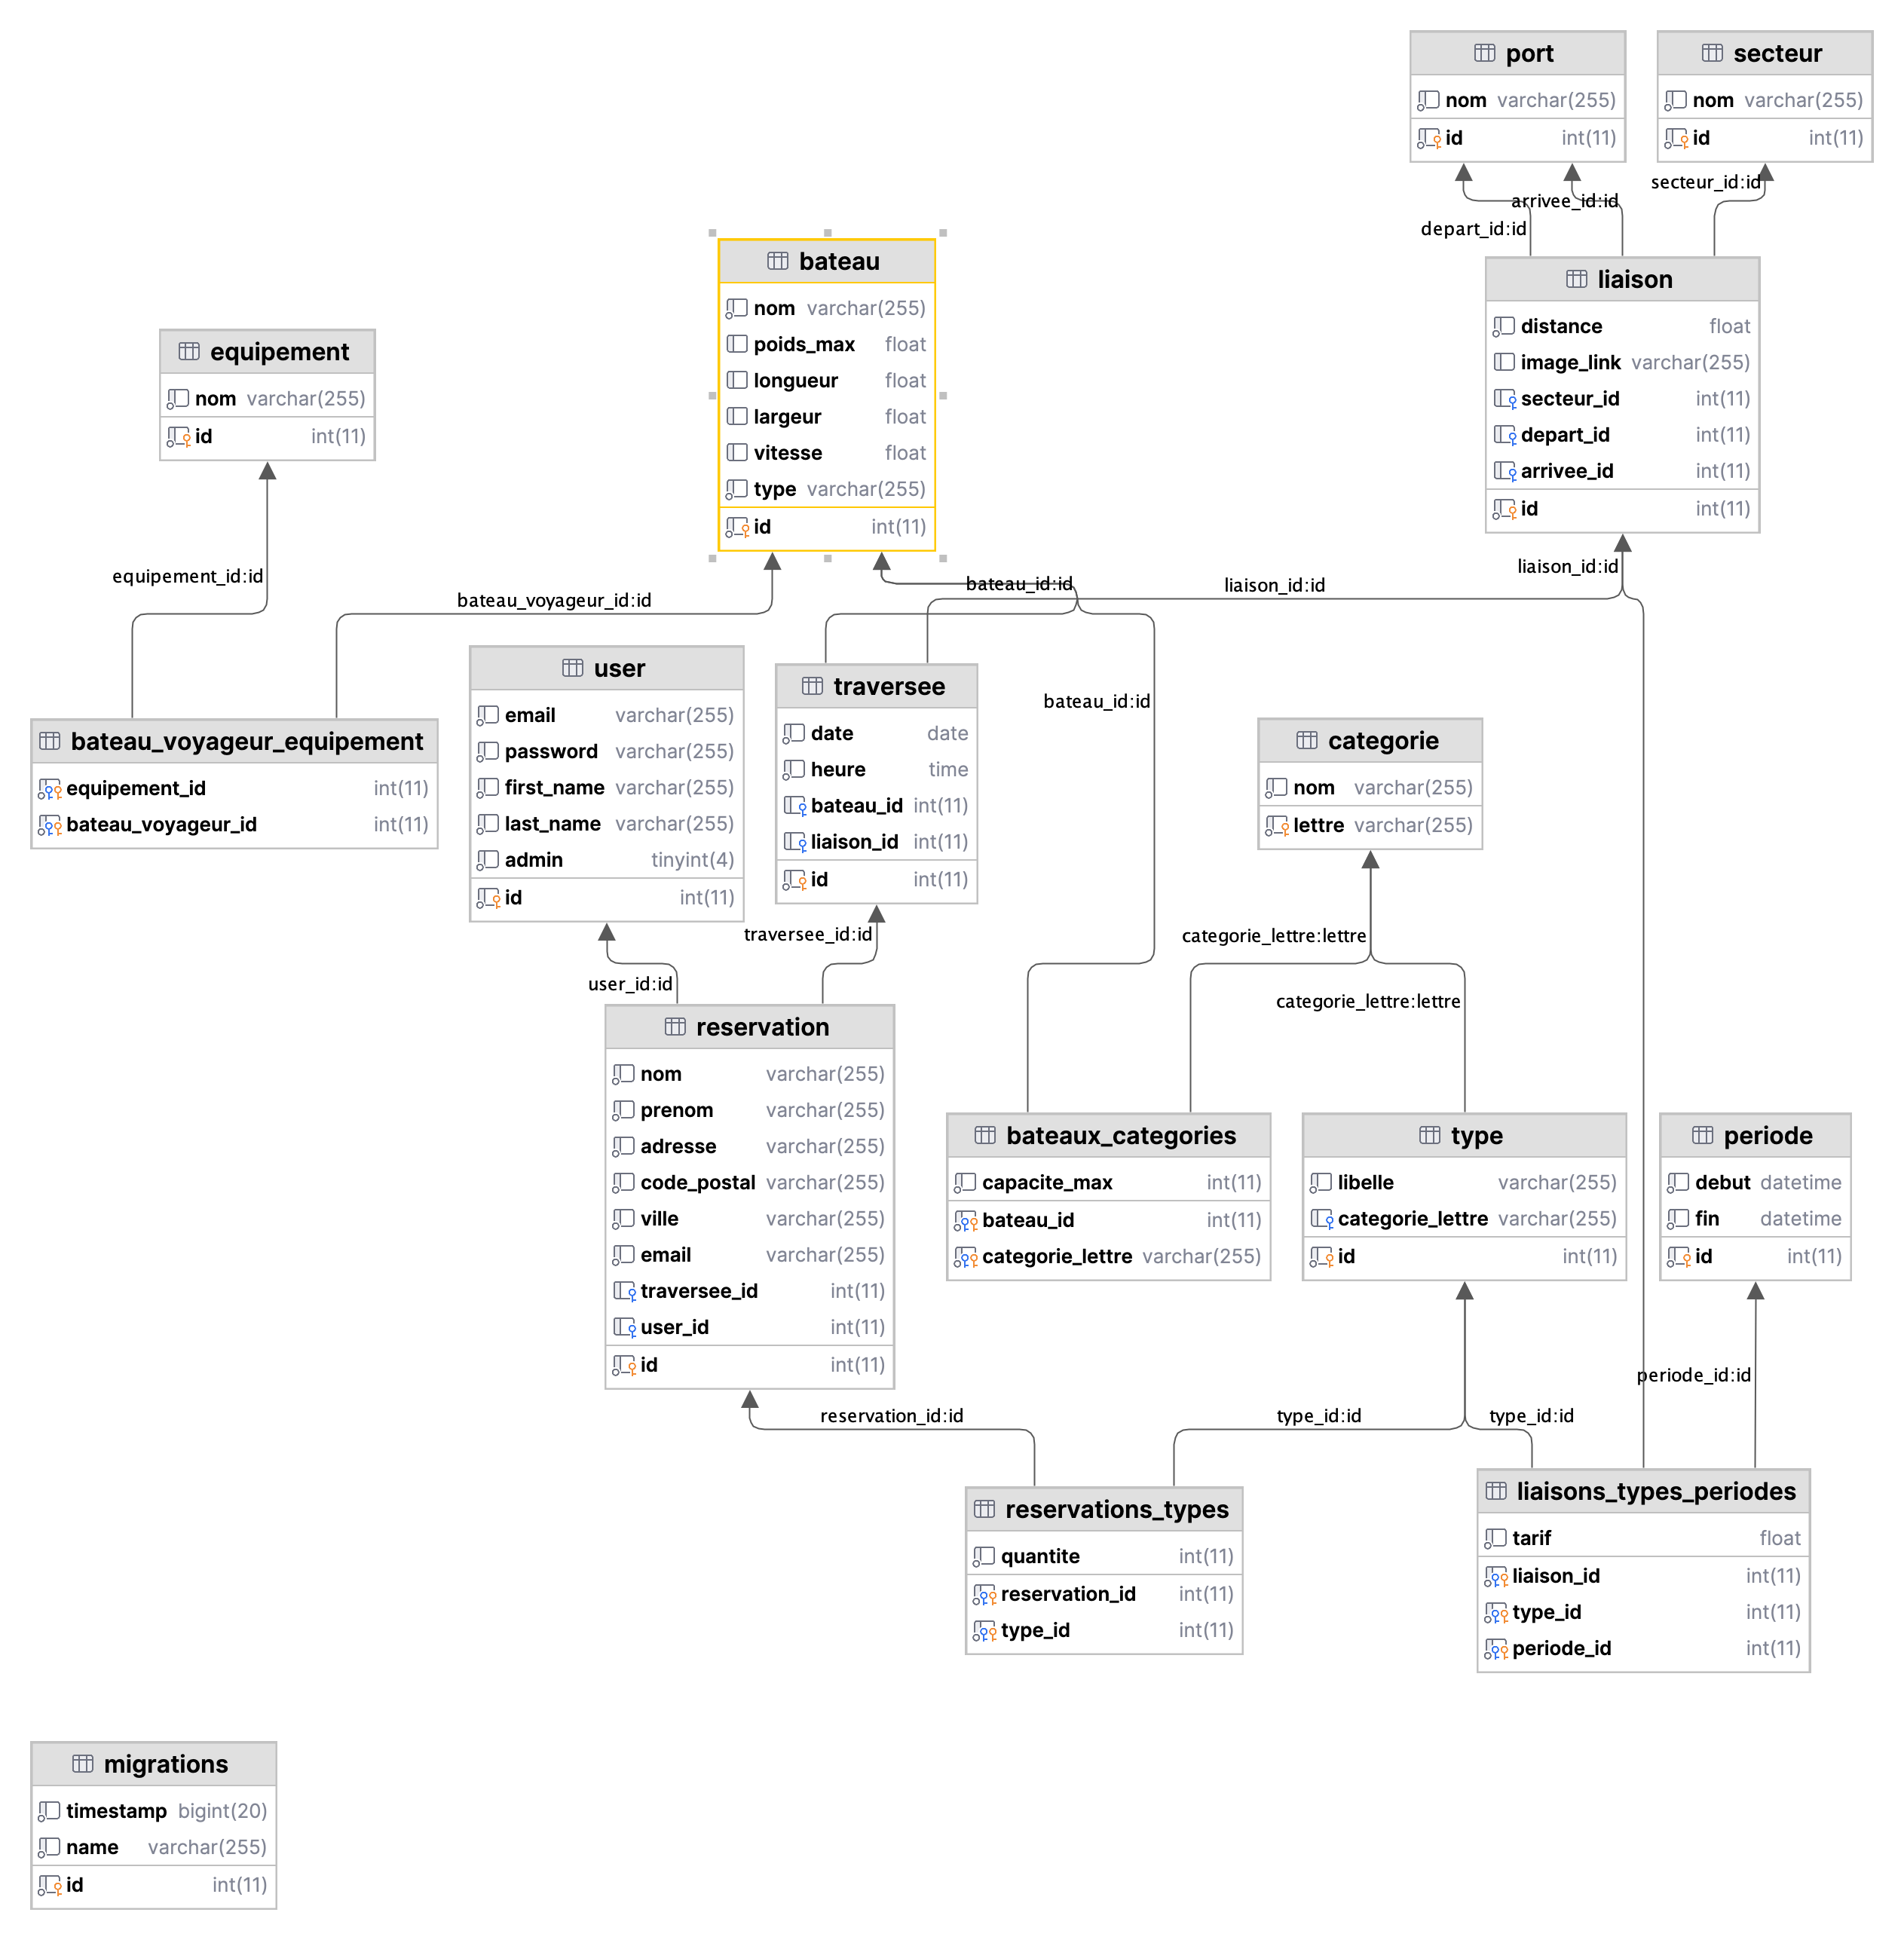 port
nom varchar(255)
id int(11)
secteur
nom varchar(255)
id int(11)
secteur_id:id
arrivee_id:id
depart_id:id
bateau
nom varchar(255)
poids_max float
longueur float
largeur float
vitesse float
type varchar(255)
id int(11)
liaison
distance float
image_link varchar(255)
secteur_id int(11)
depart_id int(11)
arrivee_id int(11)
id int(11)
equipement
nom varchar(255)
id int(11)
equipement_id:id
bateau_voyageur_id:id
bateau_id:id
liaison_id:id
liaison_id:id
bateau_voyageur_equipement
equipement_id int(11)
bateau_voyageur_id int(11)
user
email varchar(255)
password varchar(255)
first_name varchar(255)
last_name varchar(255)
admin tinyint(4)
id int(11)
traversee
date date
heure time
bateau_id int(11)
liaison_id int(11)
id int(11)
bateau_id:id
categorie
nom varchar(255)
lettre varchar(255)
traversee_id:id
user_id:id
categorie_lettre:lettre
categorie_lettre:lettre
reservation
nom varchar(255)
prenom varchar(255)
adresse varchar(255)
code_postal varchar(255)
ville varchar(255)
email varchar(255)
traversee_id int(11)
user_id int(11)
id int(11)
bateaux_categories
capacite_max int(11)
bateau_id int(11)
categorie_lettre varchar(255)
type
libelle varchar(255)
categorie_lettre varchar(255)
id int(11)
periode
debut datetime
fin datetime
id int(11)
periode_id:id
reservation_id:id
type_id:id
type_id:id
reservations_types
quantite int(11)
reservation_id int(11)
type_id int(11)
liaisons_types_periodes
tarif float
liaison_id int(11)
type_id int(11)
periode_id int(11)
migrations
timestamp bigint(20)
name varchar(255)
id int(11)